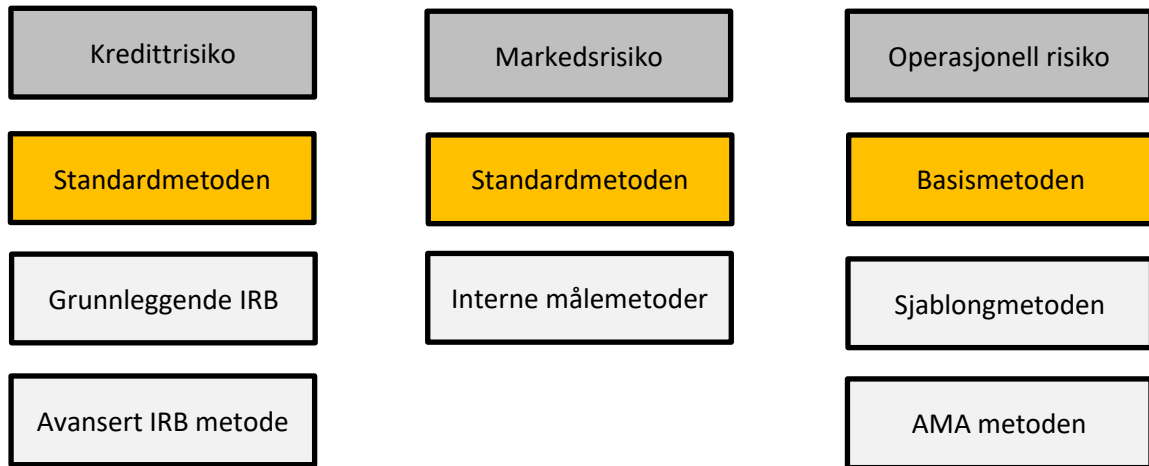 Kredittrisiko
Markedsrisiko
Operasjonell risiko
Standardmetoden
Standardmetoden
Basismetoden
Grunnleggende IRB
Interne målemetoder
Sjablongmetoden
Avansert IRB metode
AMA metoden